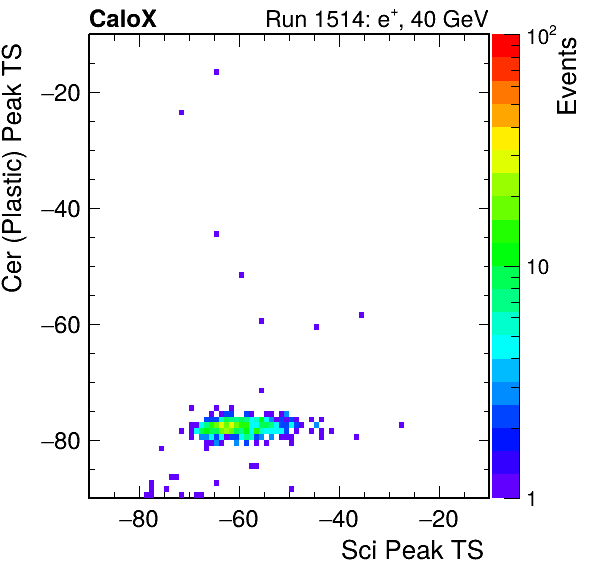 CaloX Run 1514: e⁺, 40 GeV
Cer (Plastic) Peak TS
−20
−40
−60
−80
−80 −60 −40 −20
Sci Peak TS
10²
10
1
Events